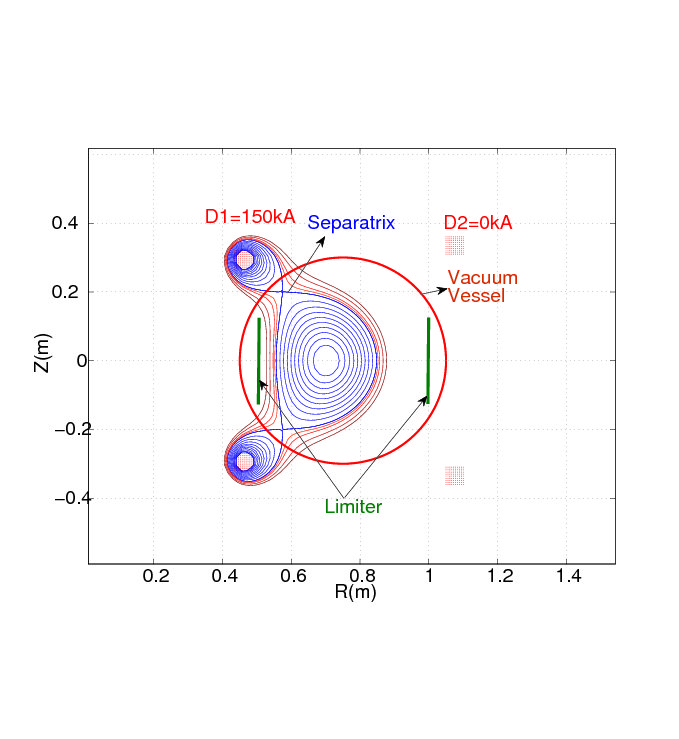 D1=150kA
Separatrix
D2=0kA
Vacuum
Vessel
Limiter
Z(m)
0.4
0.2
0
−0.2
−0.4
0.2
0.4
0.6
0.8
1
1.2
1.4
R(m)